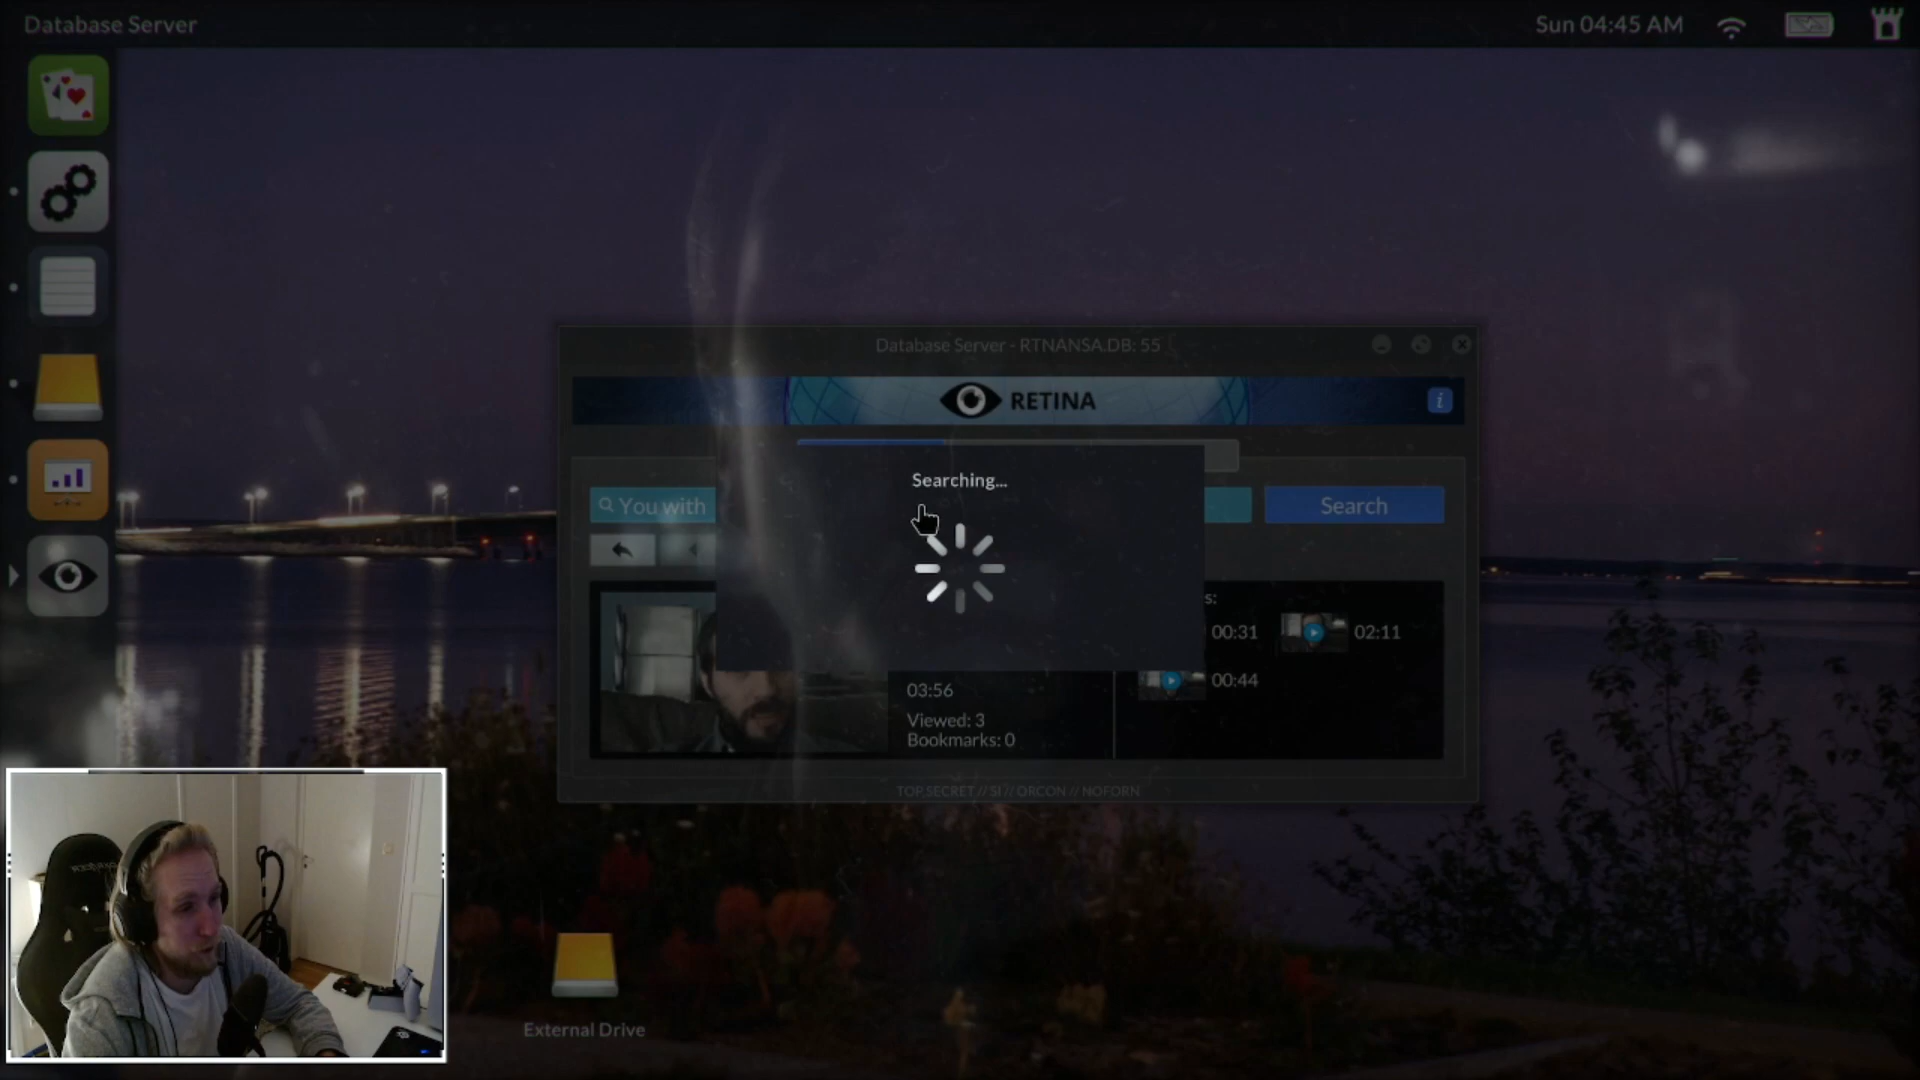 Database Server
Sun 04:45 AM
Database Server - RTNANSA.DB: 55
RETINA
i
Searching...
You with
Search
s:
00:31
02:11
00:44
03:56
Viewed: 3
Bookmarks: 0
TOP SECRET // SI // ORCON // NOFORN
External Drive